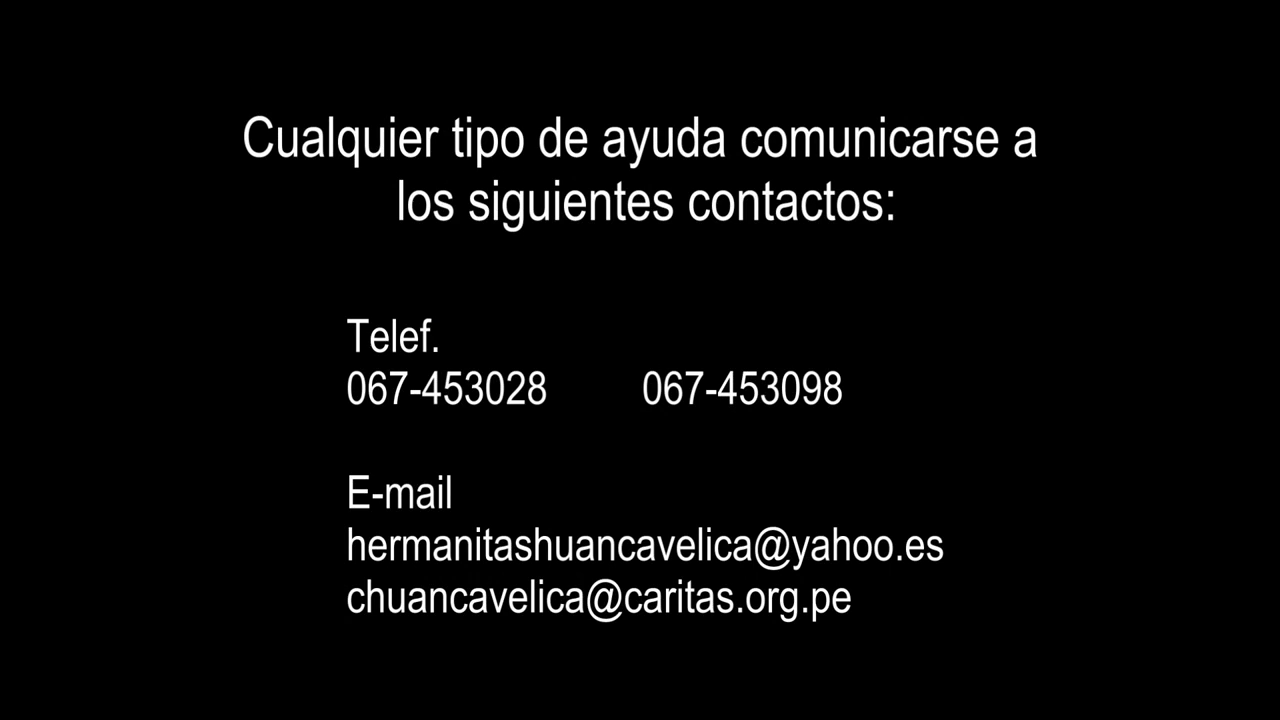 Cualquier tipo de ayuda comunicarse a
los siguientes contactos:
Telef.
067-453028 067-453098
E-mail
hermanitashuancavelica@yahoo.es
chuancavelica@caritas.org.pe